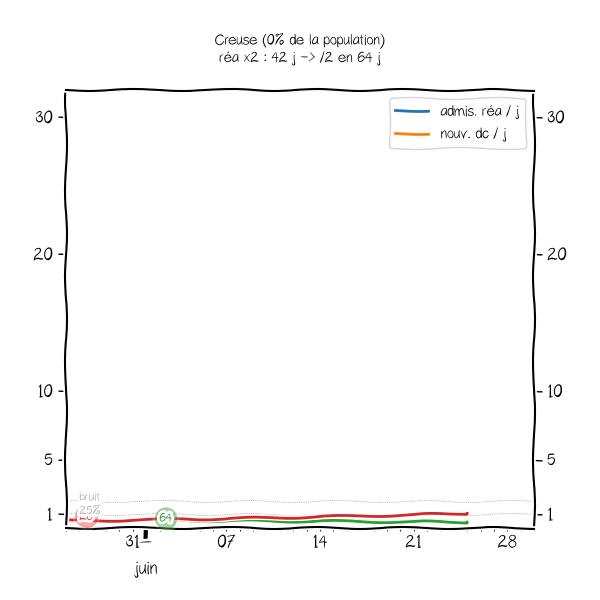 Creuse (0% de la population)
réa x2 : 42 j -> /2 en 64 j
admis. réa / j
nouv. dc / j
30
30
20
20
10
10
5
5
bruit
25%
64
1
1
31
07
14
21
28
juin